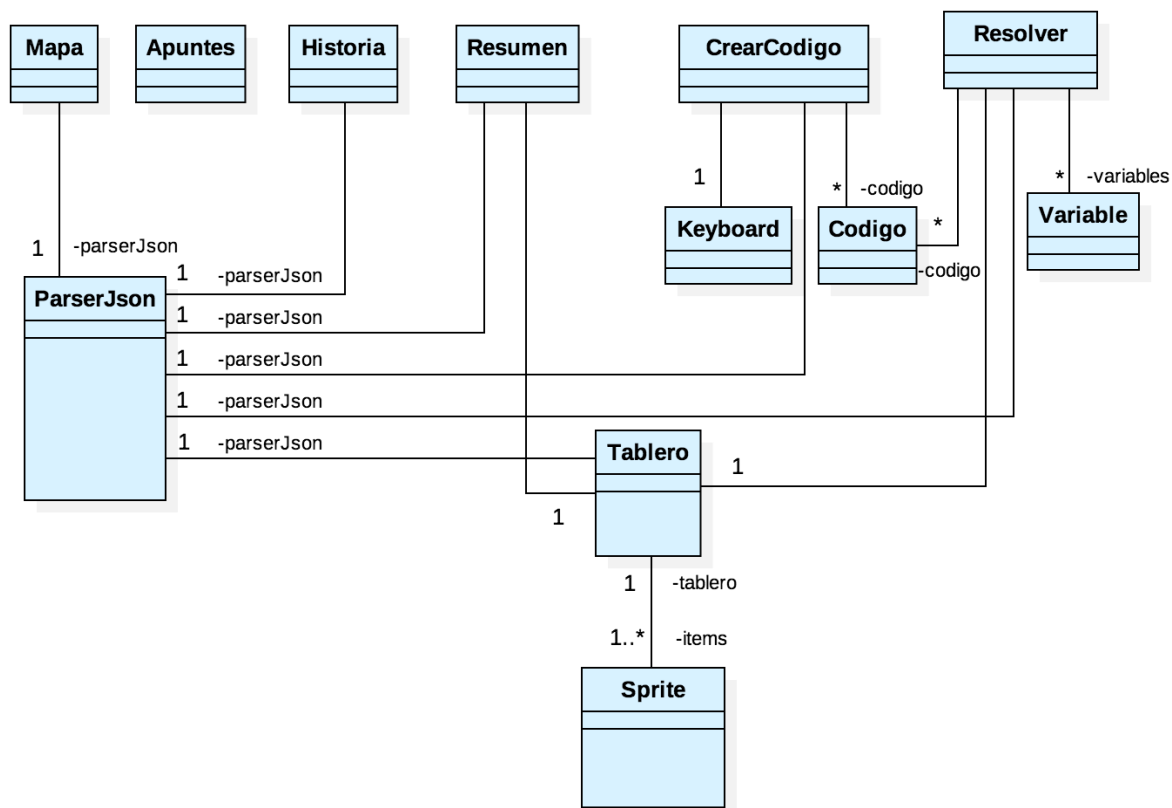 Mapa
Apuntes
Historia
Resumen
CrearCodigo
Resolver
1
* -codigo
* -variables
Keyboard
Codigo
*
Variable
1 -parserJson
-codigo
ParserJson
1 -parserJson
1 -parserJson
1 -parserJson
1 -parserJson
1 -parserJson
Tablero
1
1
1 -tablero
1..* -items
Sprite